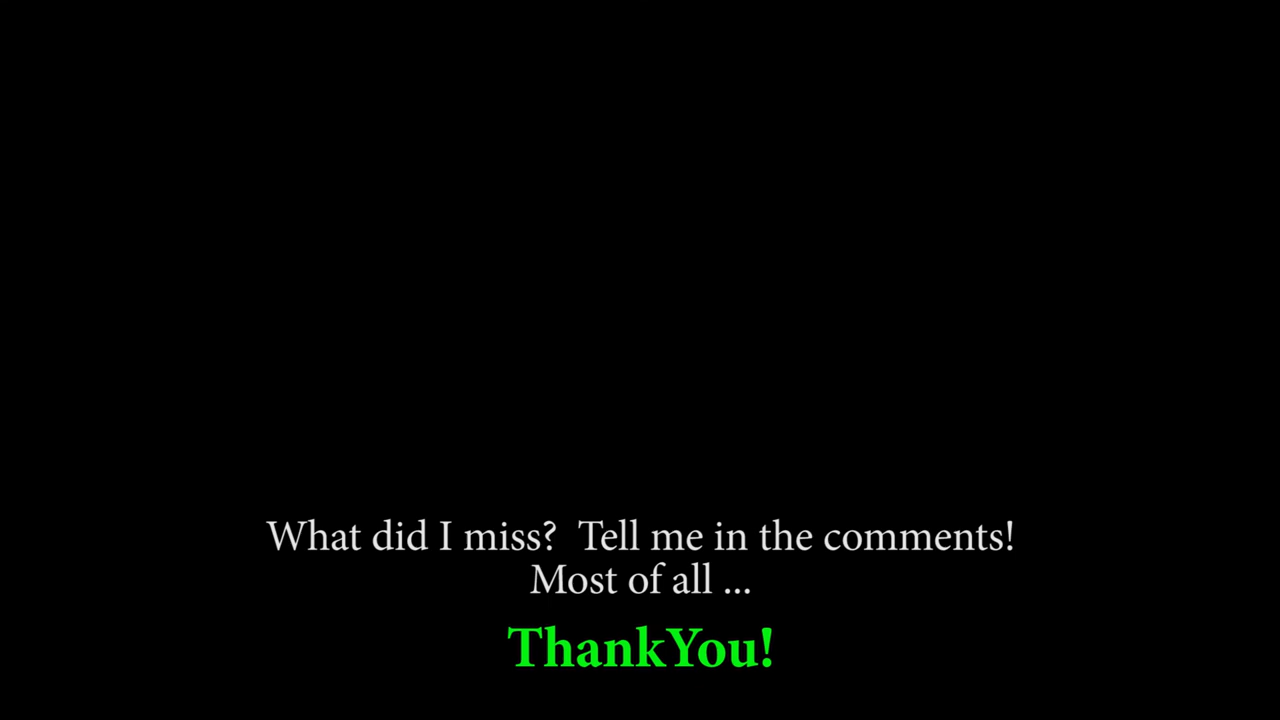 What did I miss?  Tell me in the comments!
Most of all ...
ThankYou!